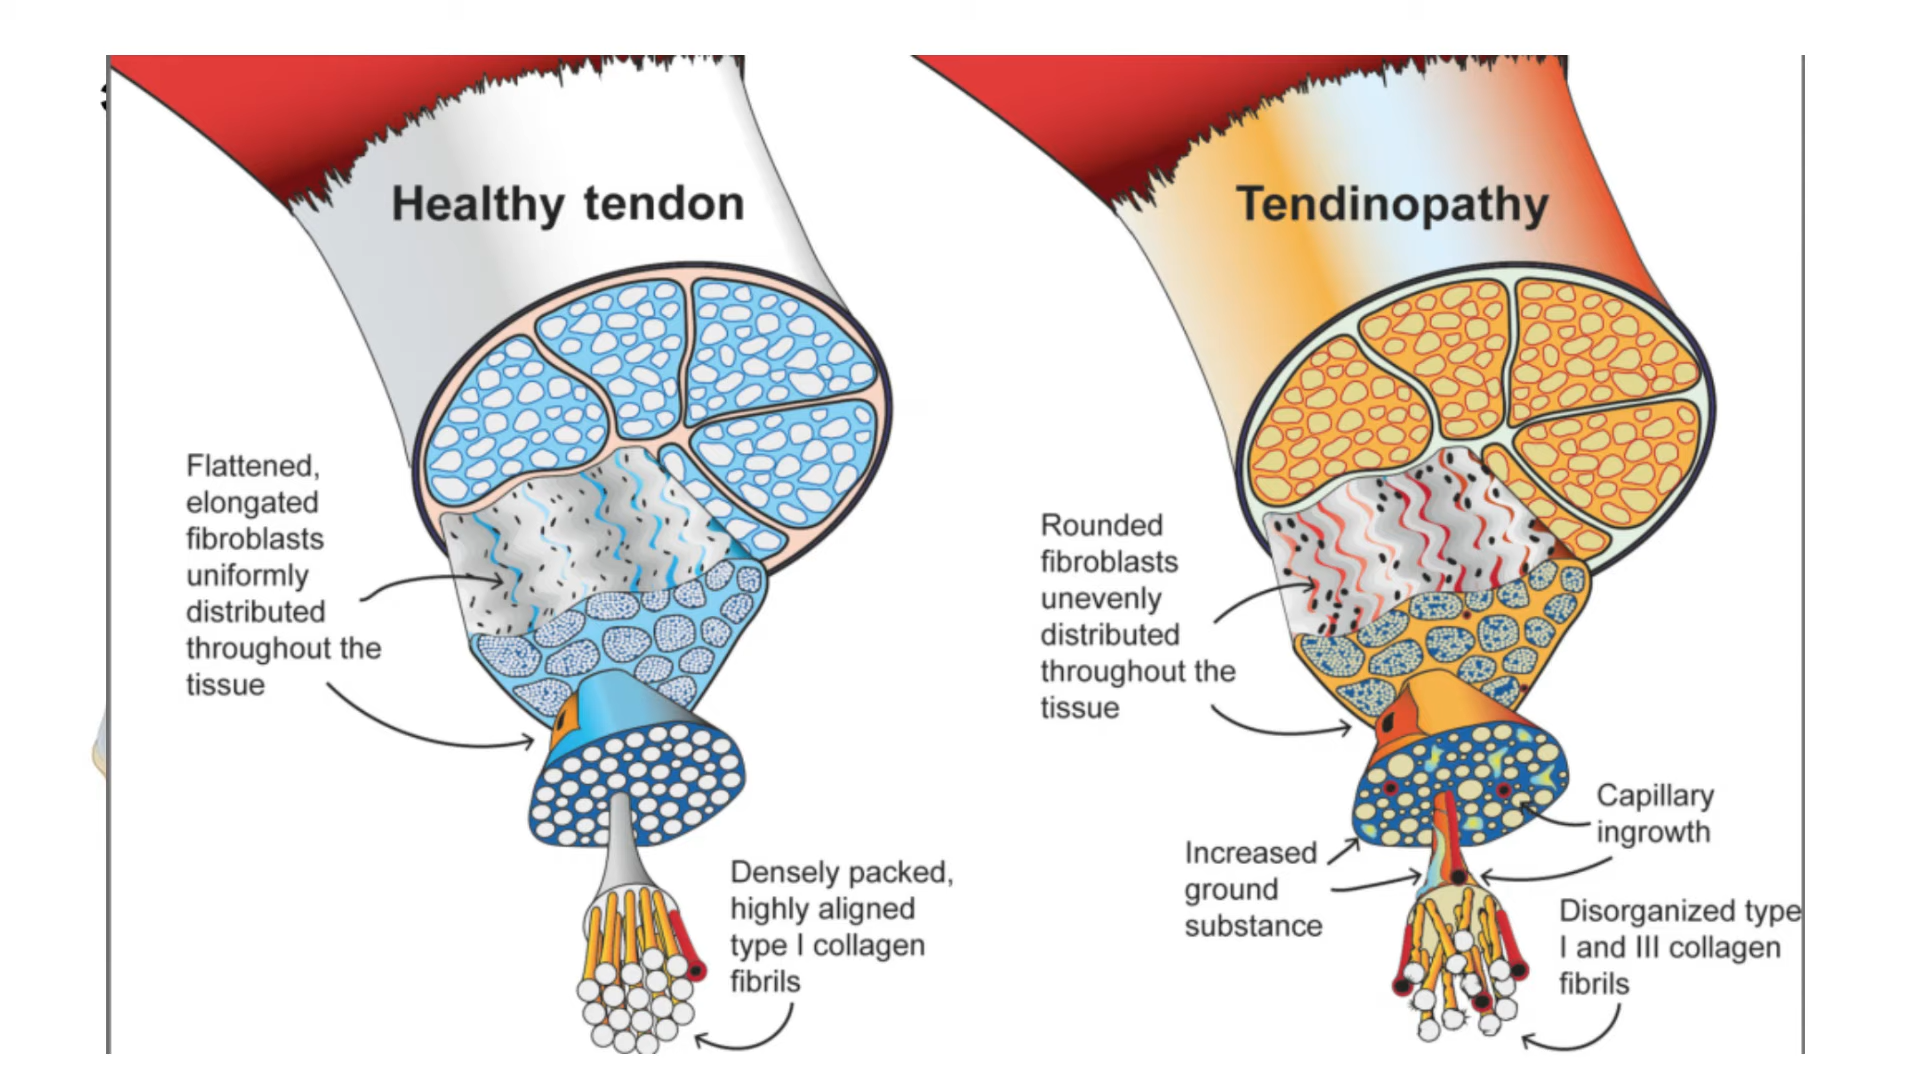 Healthy tendon
Flattened,
elongated
fibroblasts
uniformly
distributed
throughout the
tissue
Densely packed,
highly aligned
type I collagen
fibrils
Tendinopathy
Rounded
fibroblasts
unevenly
distributed
throughout the
tissue
Capillary
ingrowth
Increased
ground
substance
Disorganized type
I and III collagen
fibrils